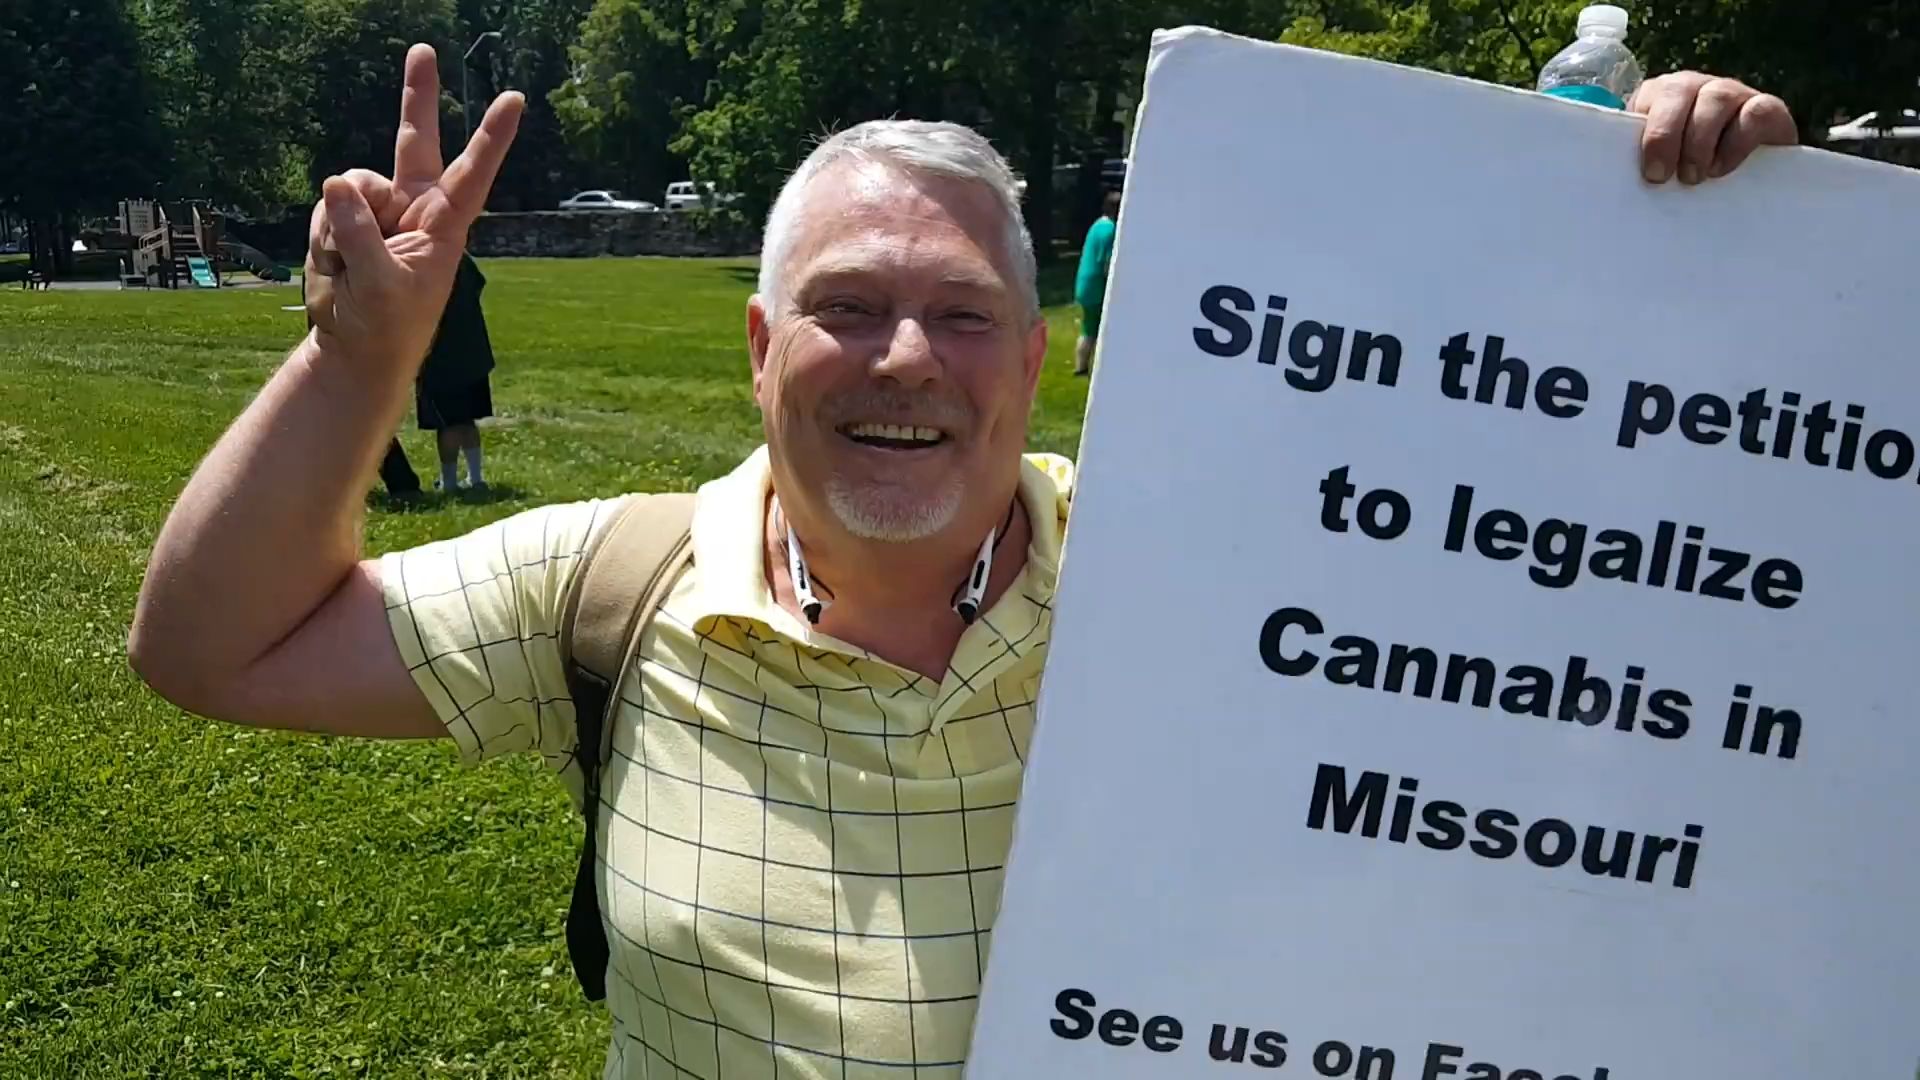 Sign the petitio
to legalize
Cannabis in
Missouri
See us on